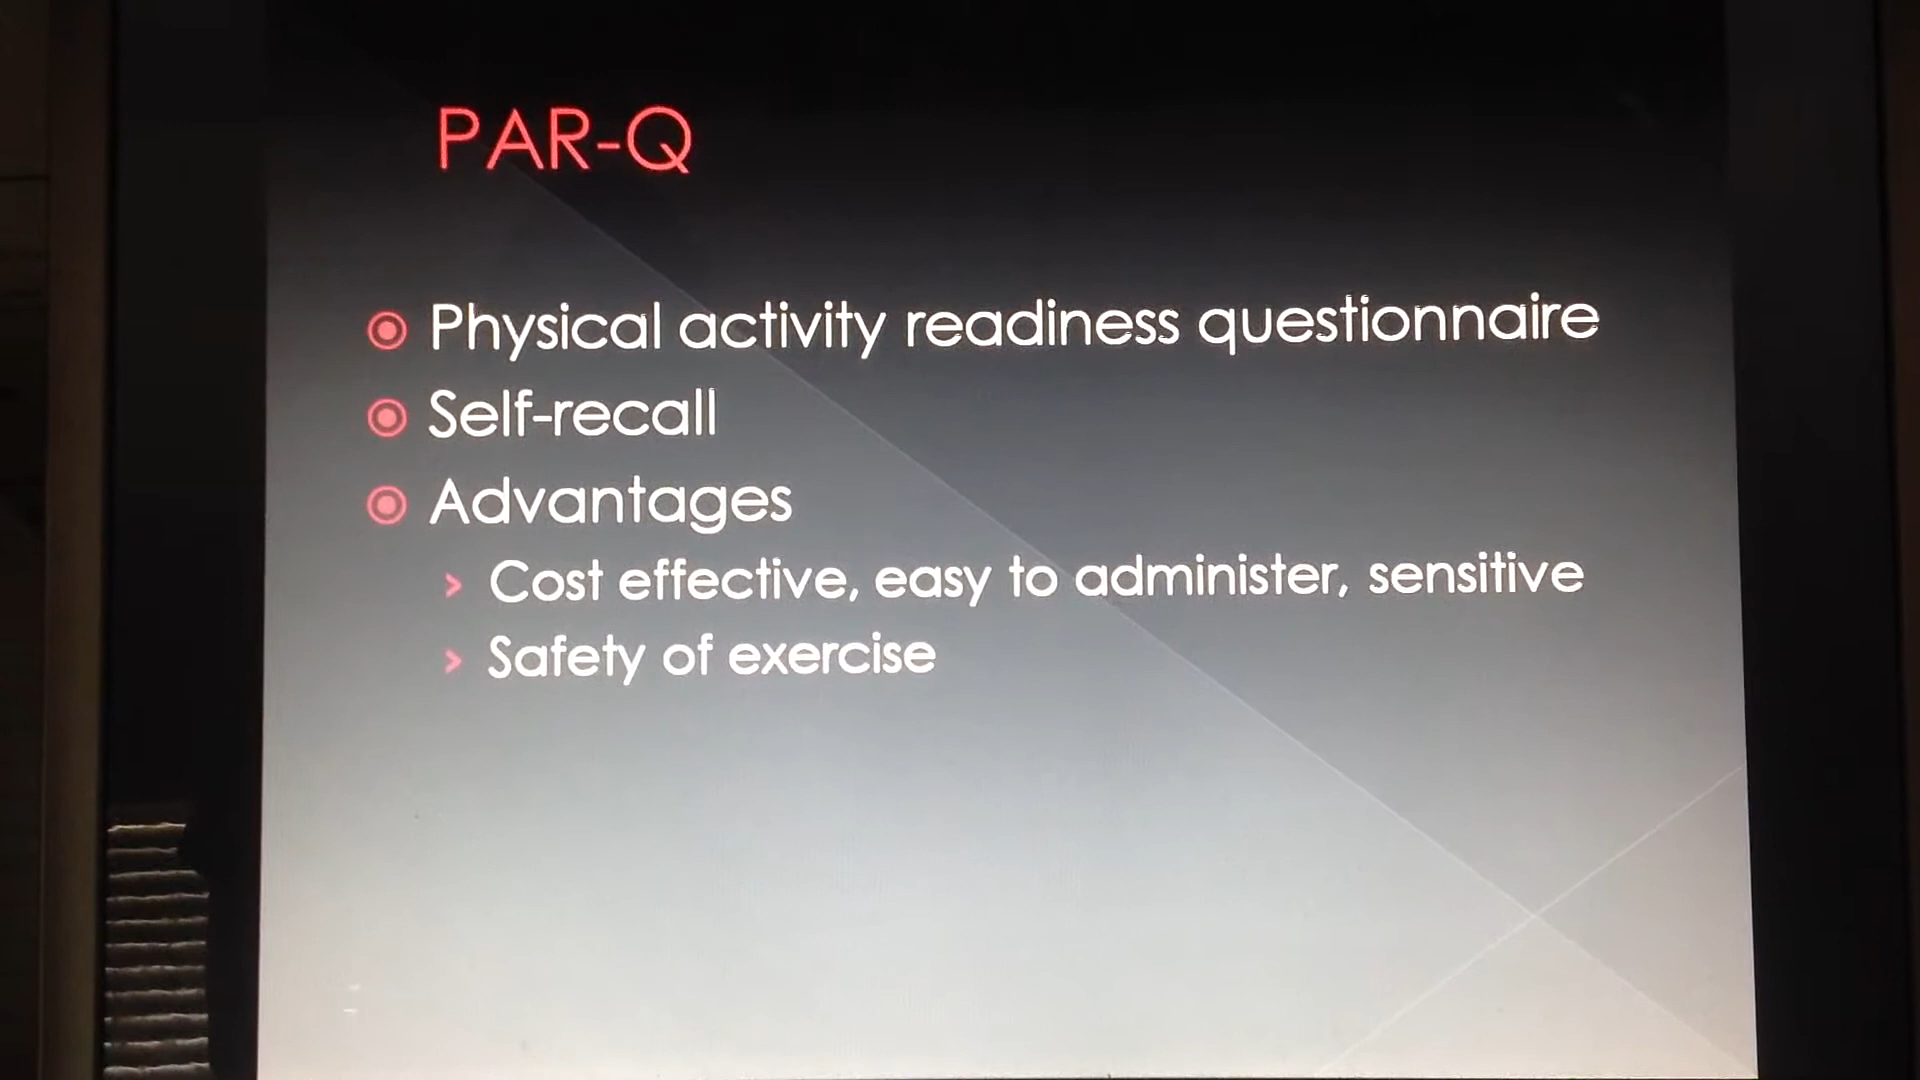 PAR-Q
Physical activity readiness questionnaire
Self-recall
Advantages
Cost effective, easy to administer, sensitive
Safety of exercise